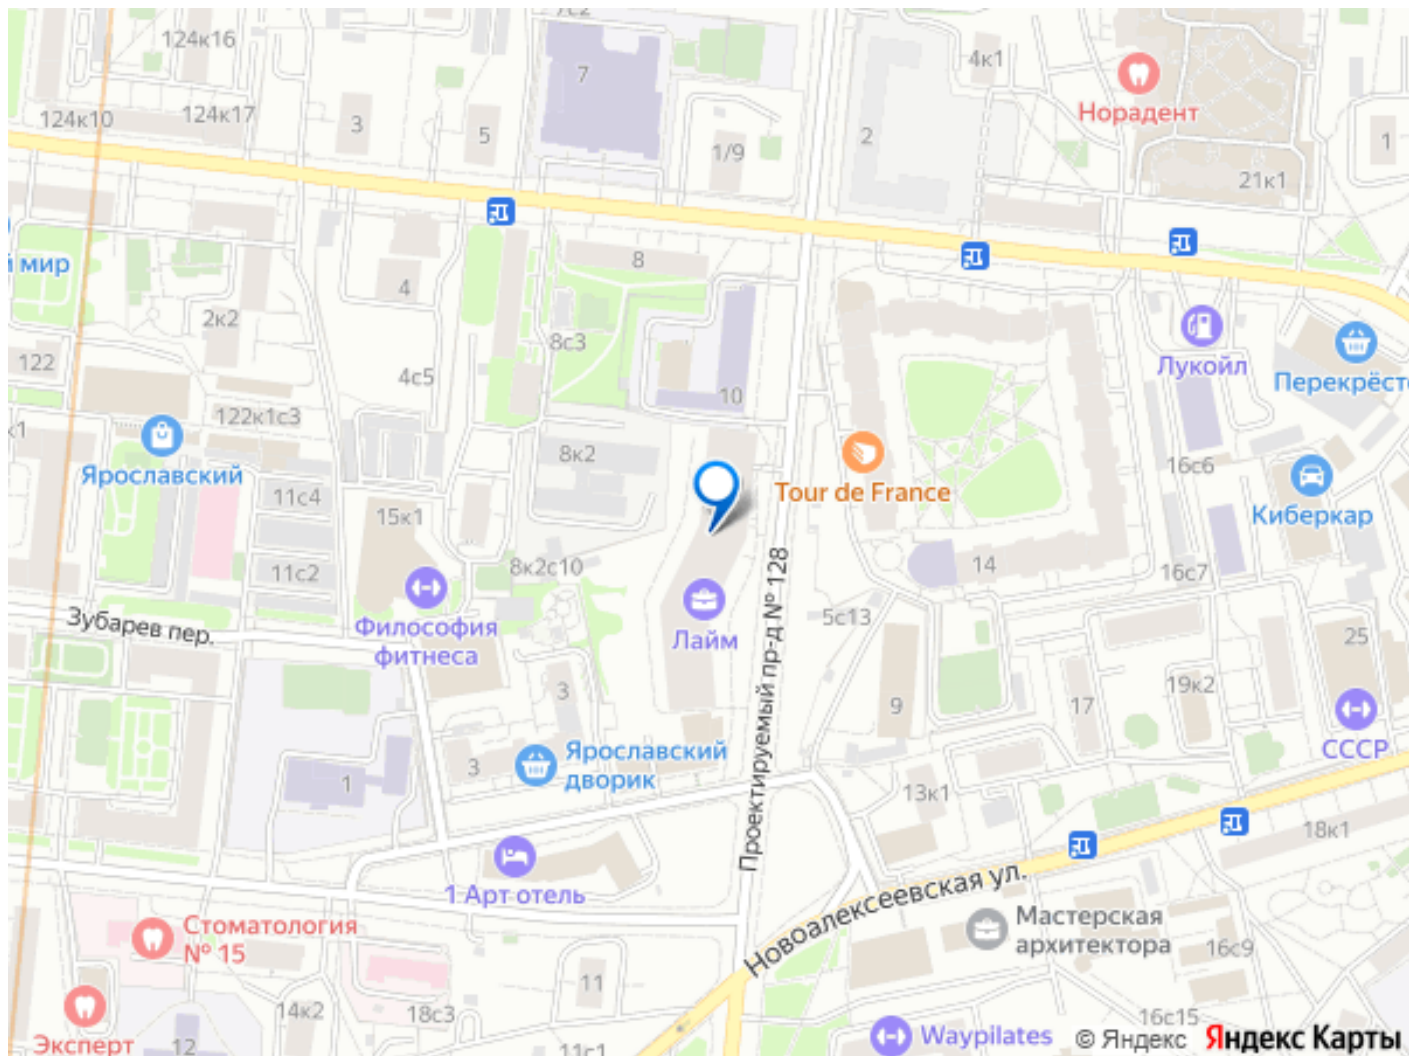 7с2
124к16
7
4к1
Норадент
124к10
124к17
3
5
1/9
2
1
21к1
й мир
8
4
2к2
8с3
Лукойл
122
4с5
10
Перекрёсто
122к1с3
к1
Ярославский
8к2
Tour de France
16с6
11с4
15к1
Киберкар
11с2
8к2с10
14
16с7
Зубарев пер.
Философия
фитнеса
Лайм
5с13
Проектируемый пр-д № 128
25
3
9
17
19к2
СССР
Ярославский
дворик
3
1
13к1
18к1
1 Арт отель
Новоалексеевская ул.
Стоматология
№ 15
Мастерская
архитектора
16с9
11
14к2
18с3
16с15
Эксперт
12
11с1
Waypilates
© Яндекс Яндекс Карты